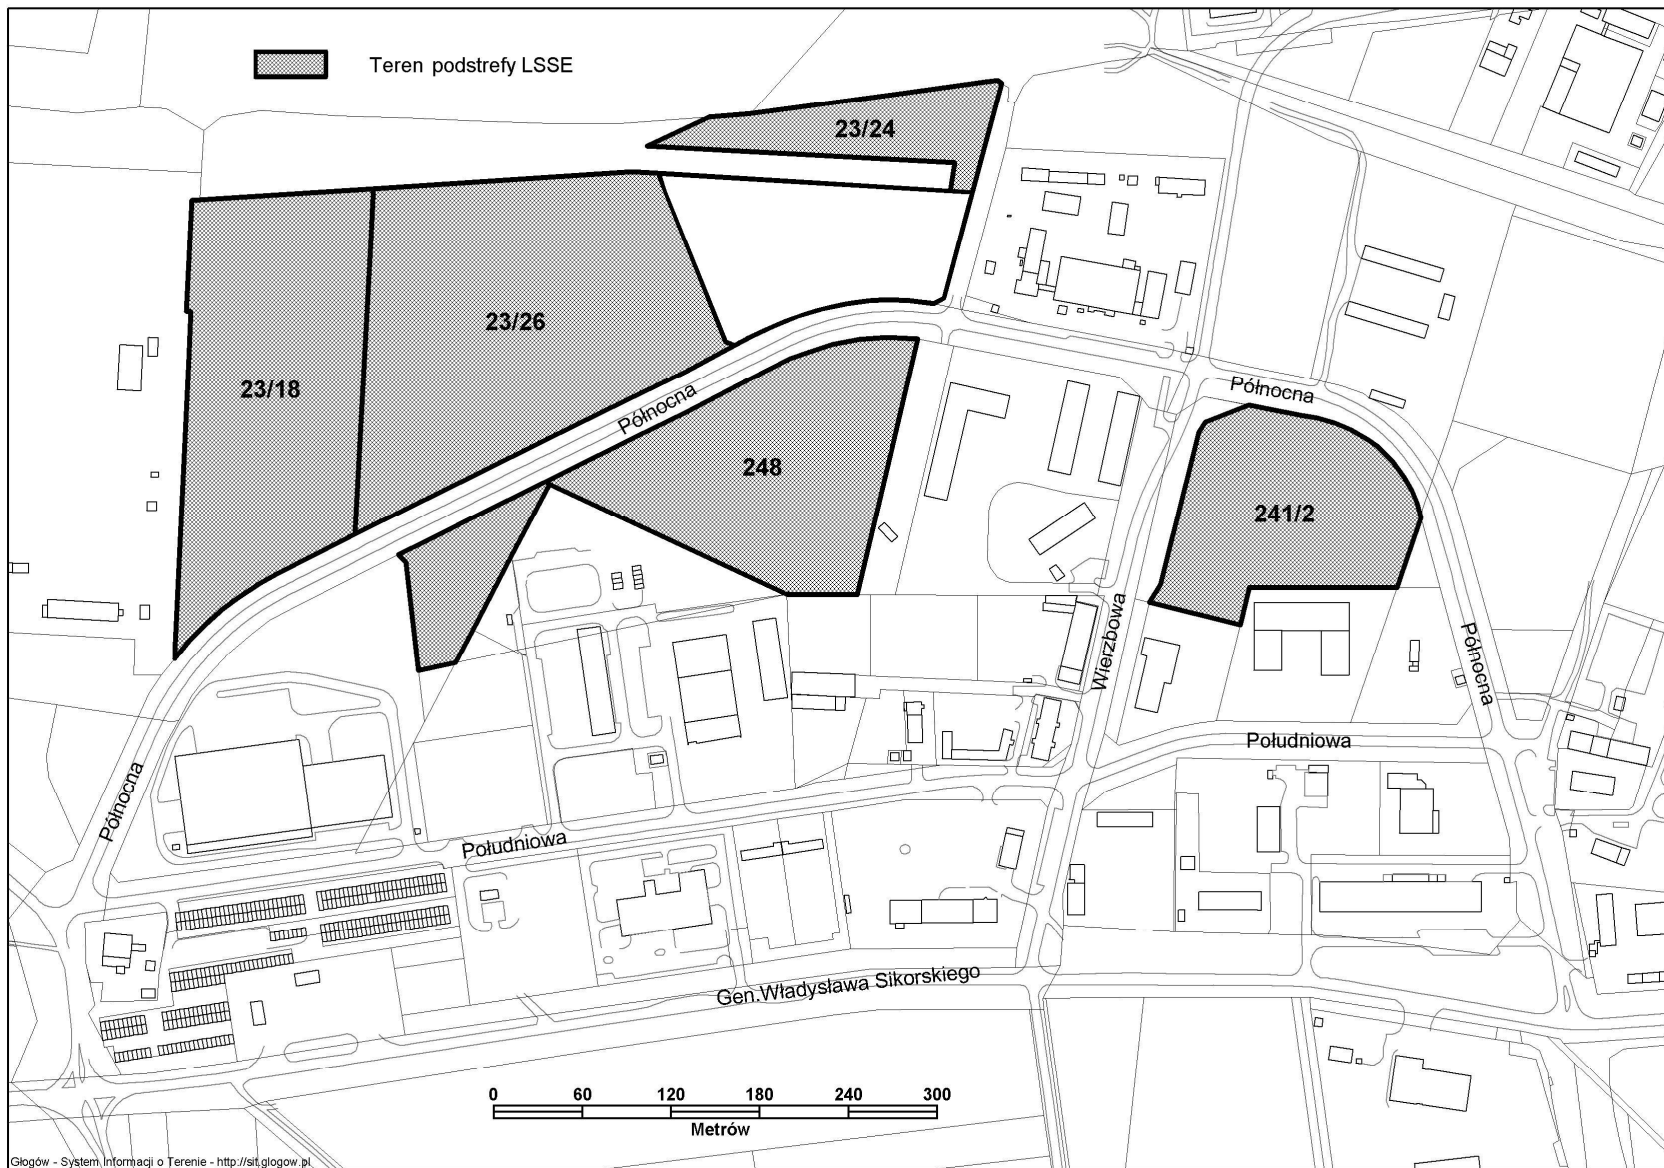 Teren podstrefy LSSE
23/24
23/26
23/18
Północna
Północna
248
241/2
Wierzbowa
Północna
Południowa
Północna
Południowa
Gen.Władysława Sikorskiego
0 60 120 180 240 300
Metrów
Głogów - System Informacji o Terenie - http://sit.glogow.pl